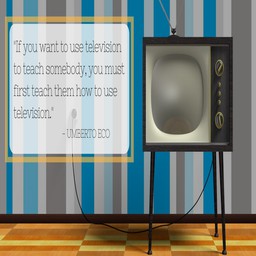 "If you want to use television
to teach somebody, you must
first teach them how to use
television."
- UMBERTO ECO